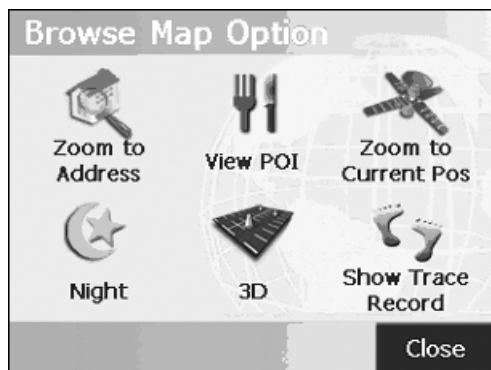 Browse Map Option
Zoom to
Address
View POI
Zoom to
Current Pos
Night
3D
Show Trace
Record
Close